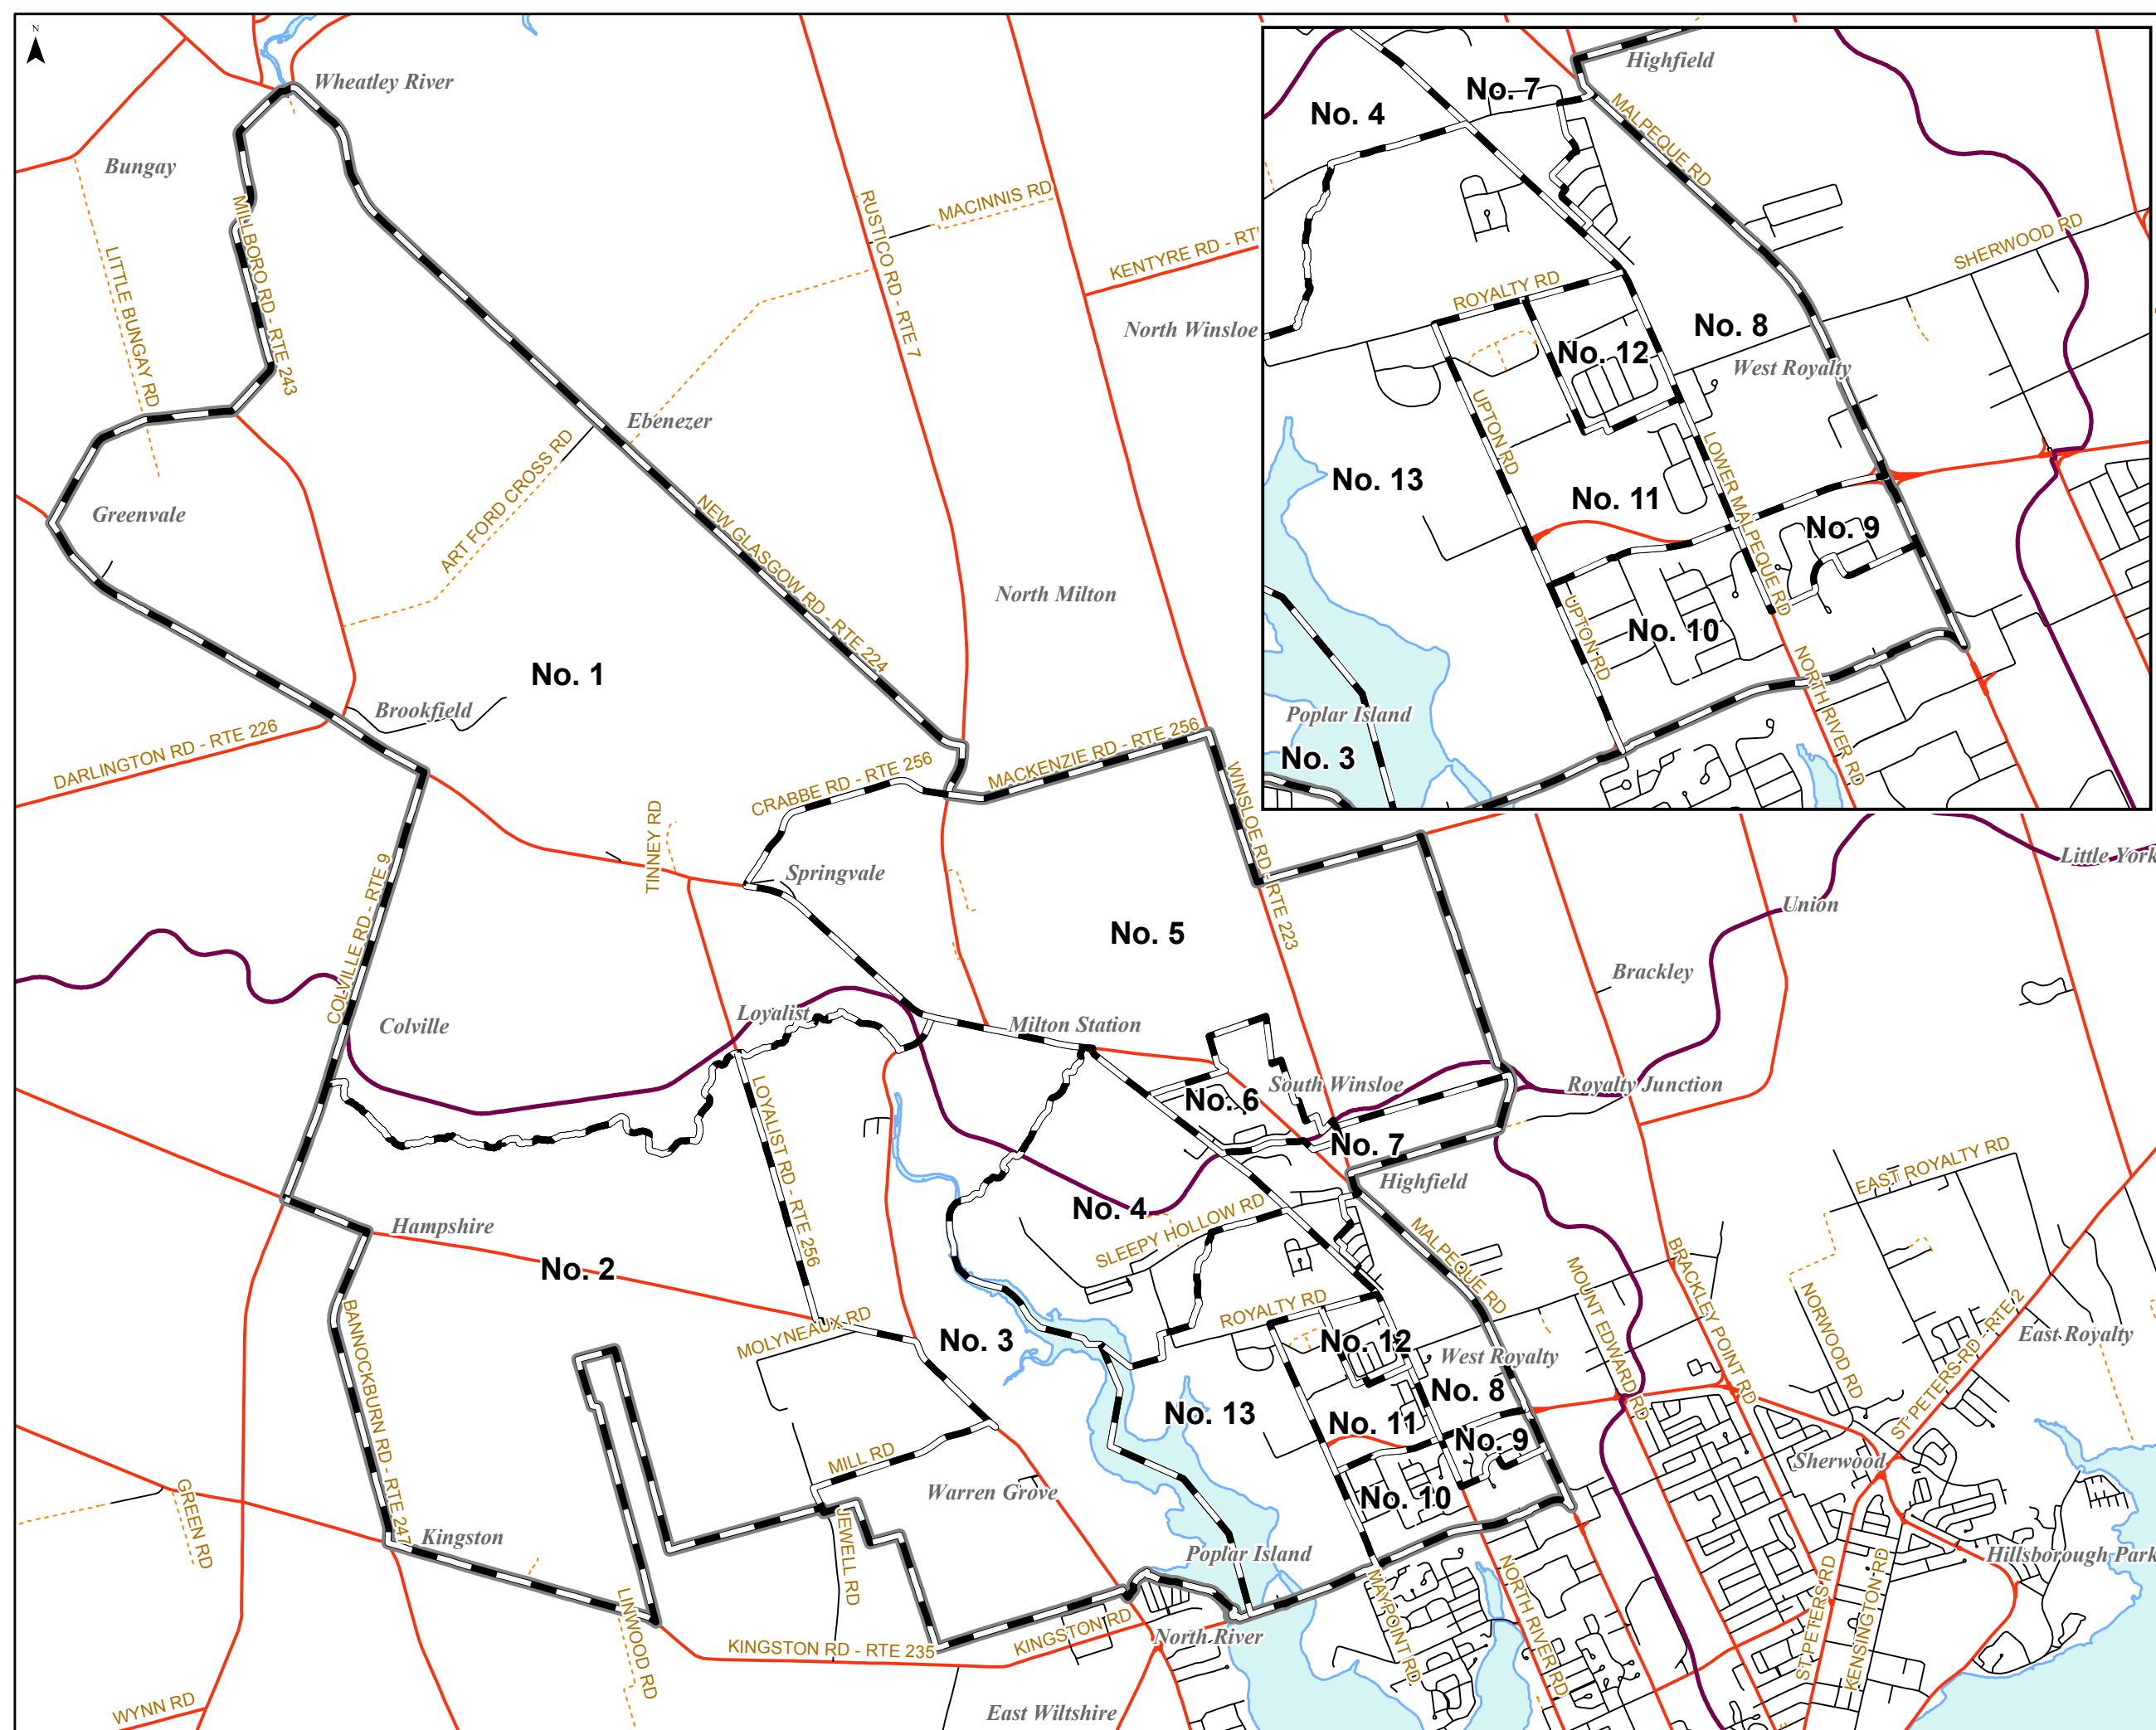 N
Wheatley River
Bungay
MILLBORO RD - RTE 243
LITTLE BUNGAY RD
RUSTICO RD - RTE 7
MACINNIS RD
KENTYRE RD - RT
North Winsloe
Ebenezer
ART FORD CROSS RD
Greenvale
NEW GLASGOW RD - RTE 224
North Milton
No. 1
Brookfield
DARLINGTON RD - RTE 226
CRABBE RD - RTE 256
MACKENZIE RD - RTE 256
WINSLOE RD - RTE 223
TINNEY RD
Springvale
COLVILLE RD - RTE 9
No. 5
Colville
Loyalist
Milton Station
LOYALIST RD - RTE 256
No. 6
South Winsloe
Royalty Junction
No. 7
Highfield
No. 4
SLEEPY HOLLOW RD
Hampshire
No. 2
MOLYNEAUX RD
No. 3
ROYALTY RD
No. 12
MALPEQUE RD
West Royalty
No. 8
No. 13
No. 11
No. 9
No. 10
BANNOCKBURN RD - RTE 247
MILL RD
Warren Grove
JEWELL RD
GREEN RD
Kingston
LINWOOD RD
Poplar Island
KINGSTON RD - RTE 235
KINGSTON RD
North River
MAYPOINT RD
NORTH RIVER RD
WYNN RD
East Wiltshire
Little York
Union
Brackley
EAST ROYALTY RD
MOUNT EDWARD RD
BRACKLEY POINT RD
NORWOOD RD
ST PETERS RD - RTE 2
East Royalty
Sherwood
Hillsborough Park
ST PETERS RD
KENSINGTON RD
Highfield
No. 7
No. 4
MALPEQUE RD
SHERWOOD RD
ROYALTY RD
No. 8
No. 12
West Royalty
UPTON RD
LOWER MALPEQUE RD
No. 13
No. 11
No. 9
UPTON RD
No. 10
NORTH RIVER RD
Poplar Island
No. 3